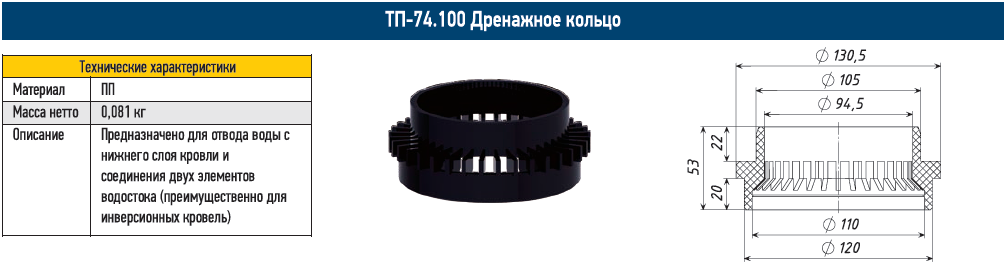 ТП-74.100 Дренажное кольцо
Технические характеристики
Материал ПП
Масса нетто 0,081 кг
Описание Предназначено для отвода воды с
нижнего слоя кровли и
соединения двух элементов
водостока (преимущественно для
инверсионных кровель)
∅ 130,5
∅ 105
∅ 94,5
53
22
20
∅ 110
∅ 120